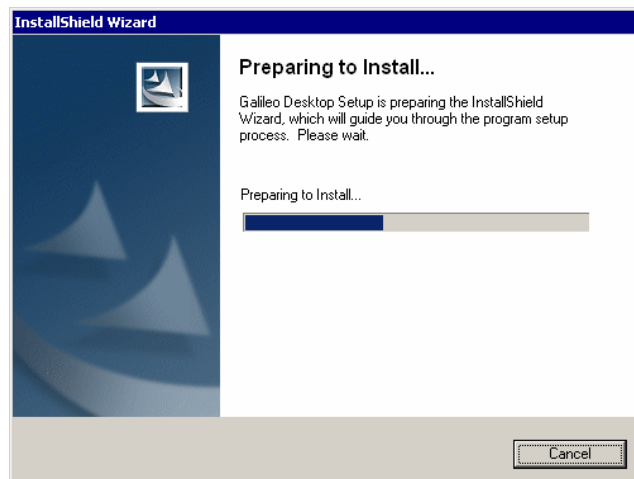 InstallShield Wizard
Preparing to Install...
Galileo Desktop Setup is preparing the InstallShield
Wizard, which will guide you through the program setup
process. Please wait.
Preparing to Install...
Cancel